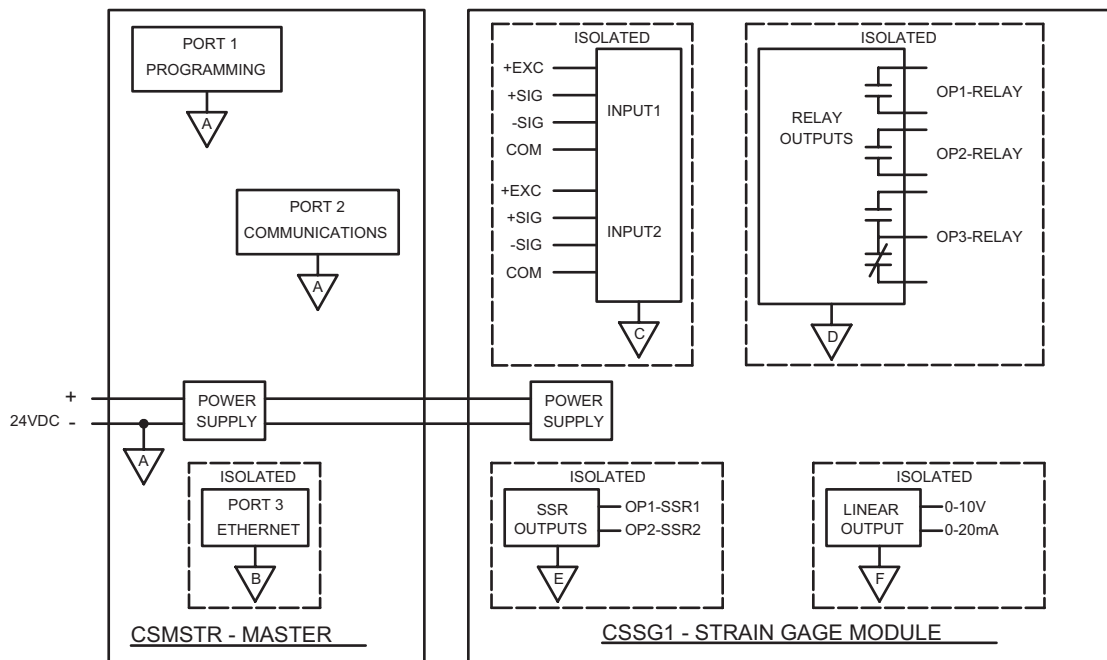 PORT 1
PROGRAMMING
A
PORT 2
COMMUNICATIONS
A
+
24VDC -
A
POWER
SUPPLY
ISOLATED
PORT 3
ETHERNET
B
CSMSTR - MASTER
ISOLATED
+EXC
+SIG
-SIG
COM
INPUT1
+EXC
+SIG
-SIG
COM
INPUT2
C
ISOLATED
RELAY
OUTPUTS
OP1-RELAY
OP2-RELAY
OP3-RELAY
D
POWER
SUPPLY
ISOLATED
SSR
OUTPUTS
OP1-SSR1
OP2-SSR2
E
ISOLATED
LINEAR
OUTPUT
0-10V
0-20mA
F
CSSG1 - STRAIN GAGE MODULE